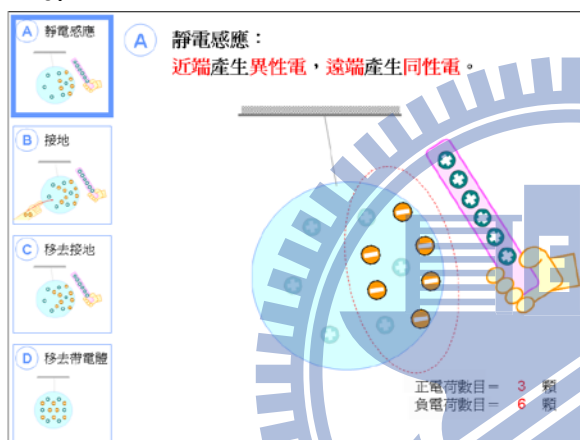 A 靜電感應
B 接地
C 移去接地
D 移去帶電體
A 靜電感應：
近端產生異性電，遠端產生同性電。
正電荷數目＝ 3 顆
負電荷數目＝ 6 顆